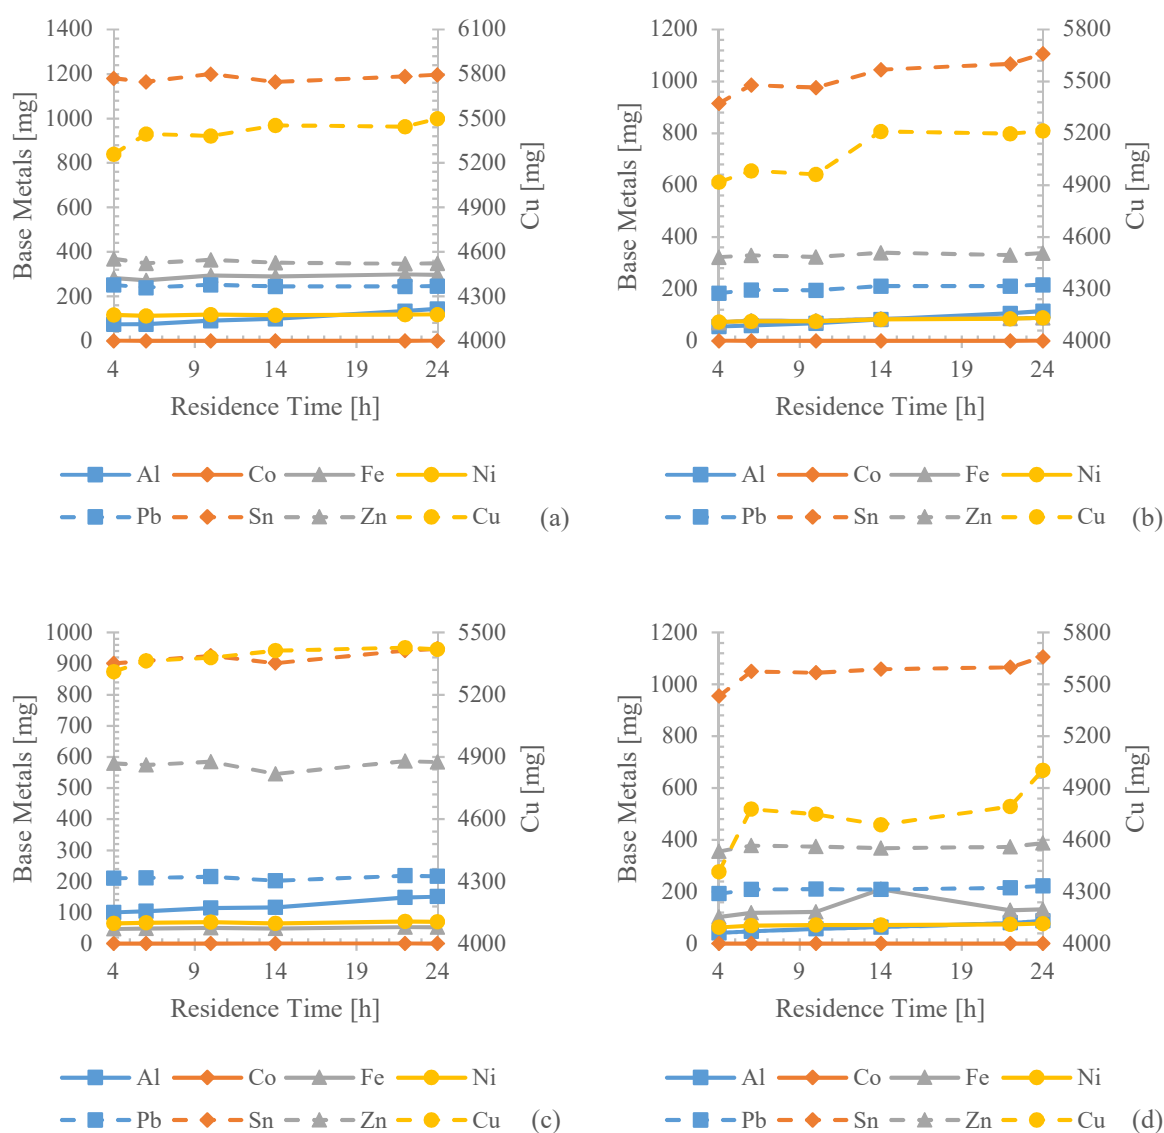 1400 6100 1200 5800
1200 5800 1000 5500
1000 5500 800 5200
800 5200 600 4900
600 4900 400 4600
400 4600 200 4300
200 4300 0 4000
0 4000
Base Metals [mg] Cu [mg] Base Metals [mg] Cu [mg]
4 9 14 19 24 4 9 14 19 24
Residence Time [h] Residence Time [h]
Al Co Fe Ni Al Co Fe Ni
Pb Sn Zn Cu (a) Pb Sn Zn Cu (b)
1000 5500 1200 5800
900 5200 1000 5500
800 4900 800 5200
700 4600 600 4900
600 4300 400 4600
500 4000 200 4300
400 0 4000
300
200
100
0
Base Metals [mg] Cu [mg] Base Metals [mg] Cu [mg]
4 9 14 19 24 4 9 14 19 24
Residence Time [h] Residence Time [h]
Al Co Fe Ni Al Co Fe Ni
Pb Sn Zn Cu (c) Pb Sn Zn Cu (d)